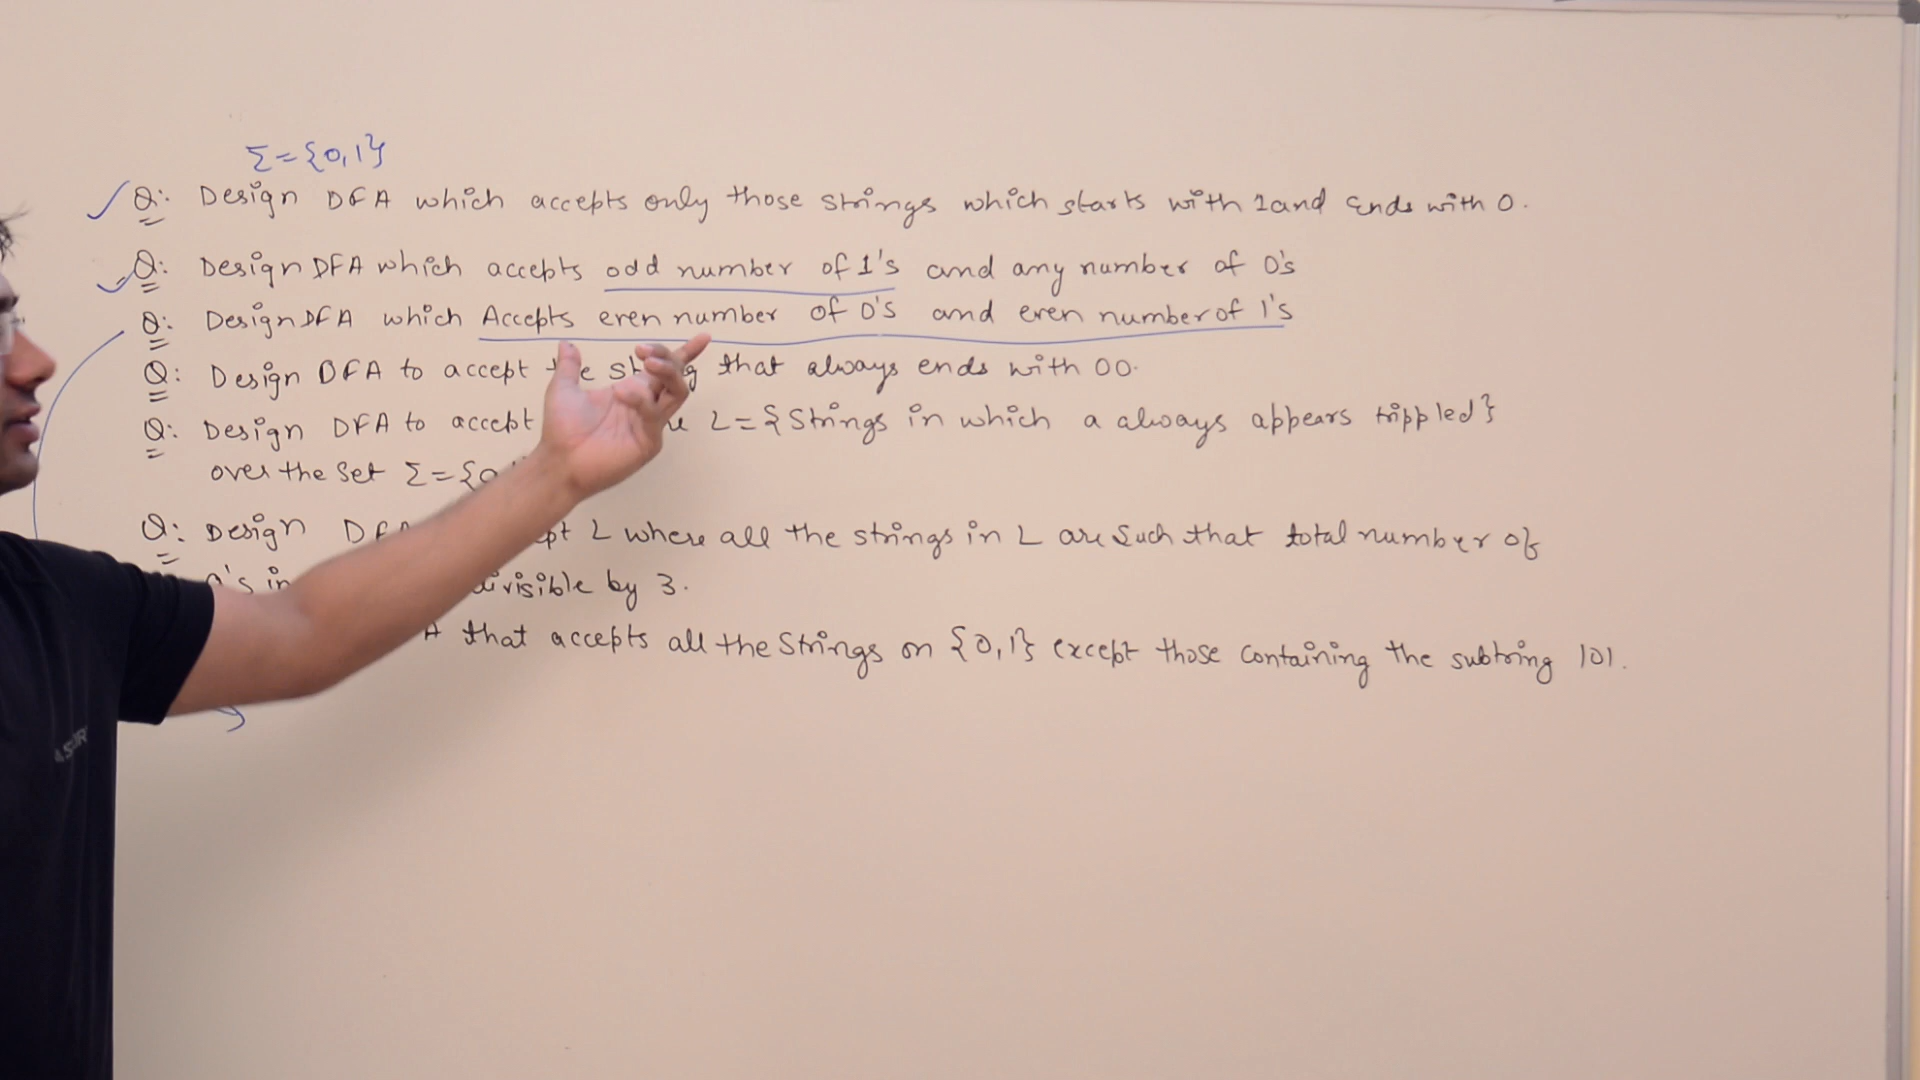 Σ={0,1}
Q: Design DFA which accepts only those strings which starts with 1 and Ends with 0.
Q: Design DFA which accepts odd number of 1's and any number of 0's
Q: Design DFA which Accepts even number of 0's and even number of 1's
Q: Design DFA to accept the string that always ends with 00.
Q: Design DFA to accept L={Strings in which a always appears trippled}
over the Set Σ={
Q: Design DFA L where all the strings in L are Such that total number of
divisible by 3.
that accepts all the Strings on {0,1} except those containing the subtring 101.